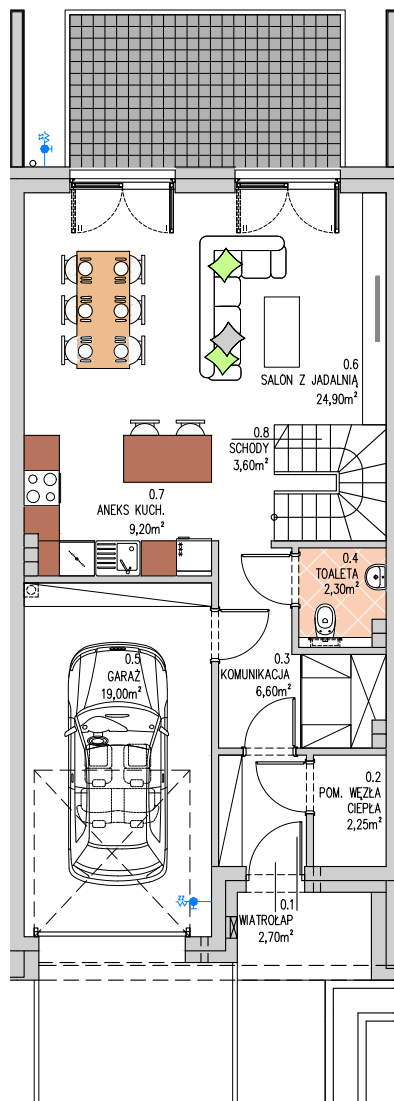 0.6
SALON Z JADALNIĄ
24,90m²
0.8
SCHODY
3,60m²
0.7
ANEKS KUCH.
9,20m²
0.4
TOALETA
2,30m²
0.5
GARAŻ
19,00m²
0.3
KOMUNIKACJA
6,60m²
0.2
POM. WĘZŁA
CIEPŁA
2,25m²
0.1
WIATROŁAP
2,70m²